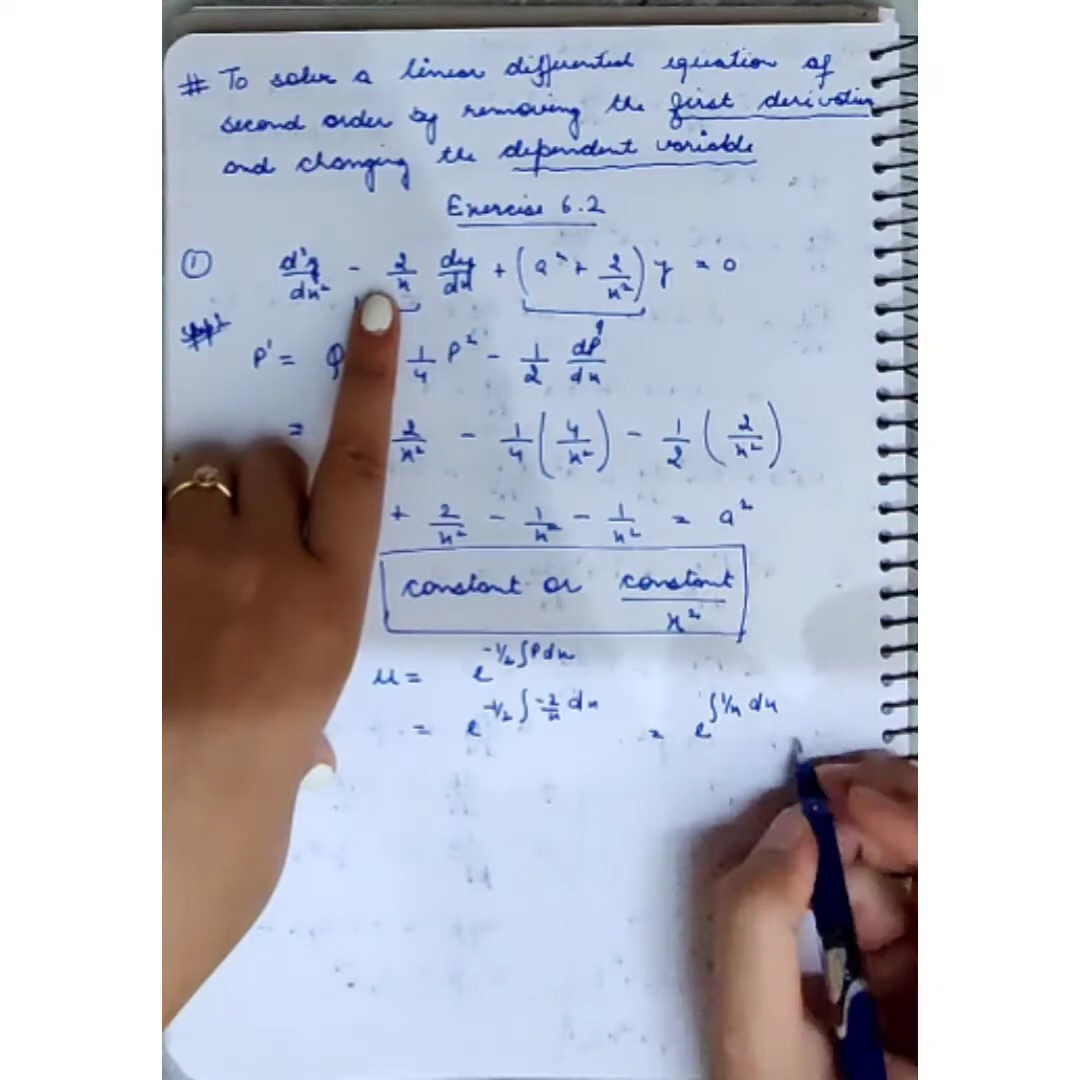 # To solve a linear differential equation of
second order by removing the first derivative
and changing the dependent variable
Exercise 6.2
① d²y/dx² - 2/x dy/dx + (a² + 2/x²) y = 0
P' = Q 1/4 P² - 1/2 dP/dx
= 2/x² - 1/4 (4/x²) - 1/2 (2/x²)
+ 2/x² - 1/x² - 1/x² = a²
constant or constant/x²
u = e^(-1/2 ∫P dx)
= e^(-1/2 ∫ -2/x dx) = e^(∫ 1/x dx)